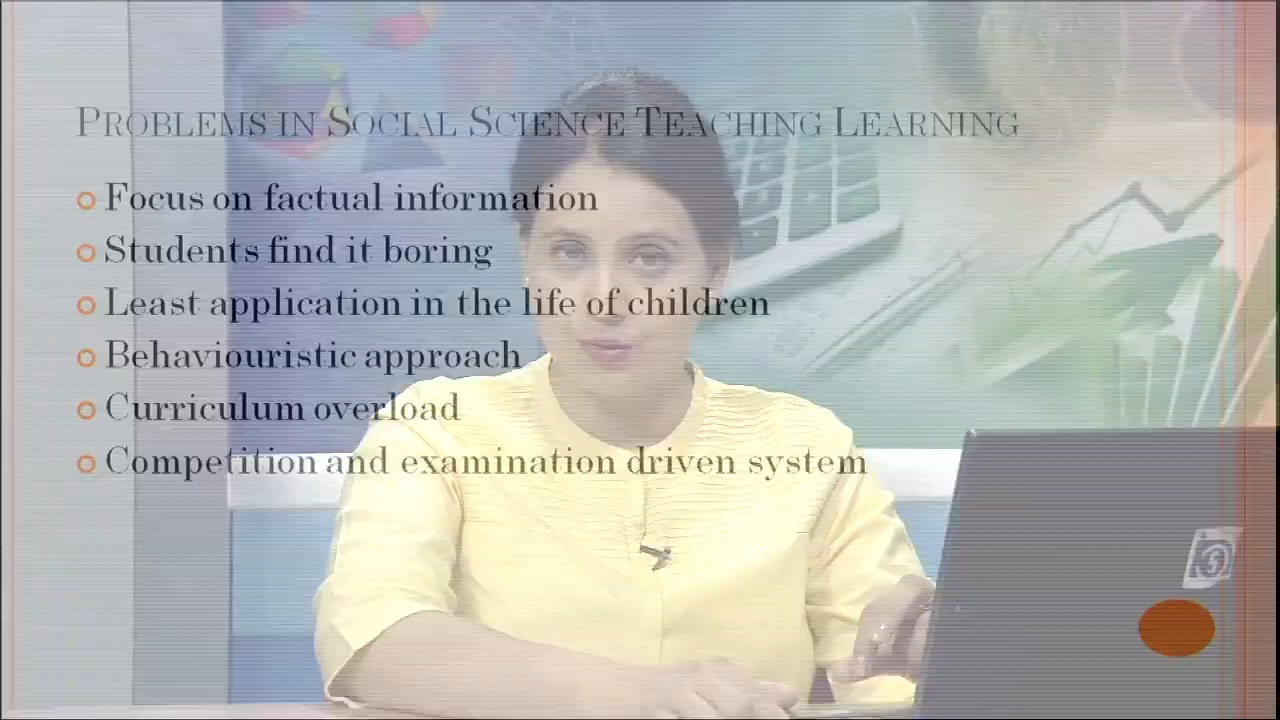 PROBLEMS IN SOCIAL SCIENCE TEACHING LEARNING
Focus on factual information
Students find it boring
Least application in the life of children
Behaviouristic approach
Curriculum overload
Competition and examination driven system